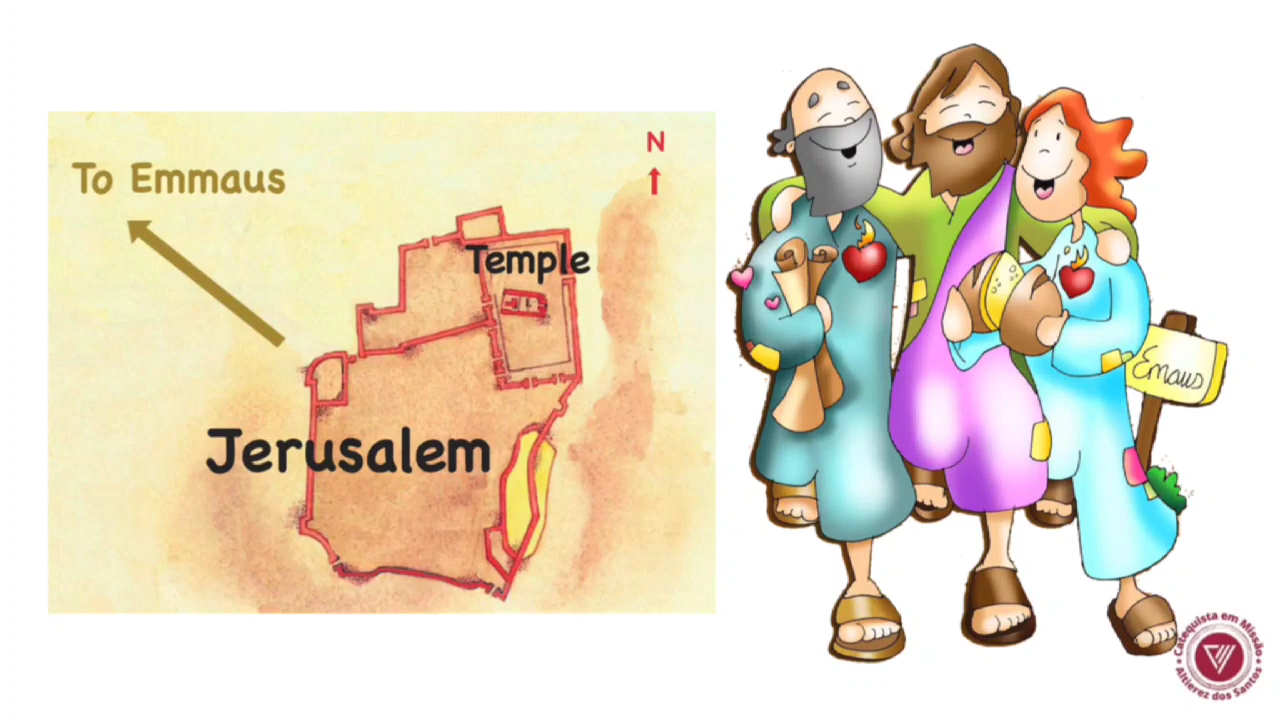 To Emmaus
N
Temple
Jerusalem
Emaus
Catequista em Missão
Altierez dos Santos